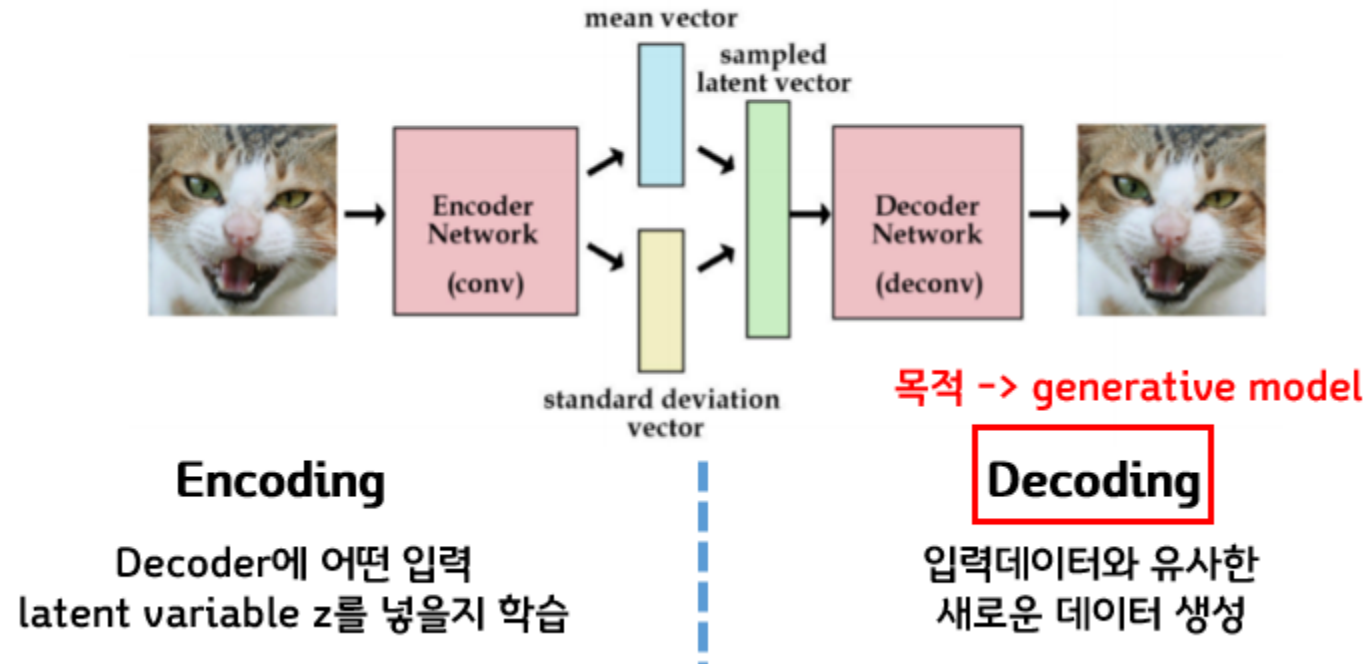 mean vector
sampled
latent vector
Encoder
Network
(conv)
Decoder
Network
(deconv)
standard deviation
vector
목적 -> generative model
Encoding
Decoder에 어떤 입력
latent variable z를 넣을지 학습
Decoding
입력데이터와 유사한
새로운 데이터 생성